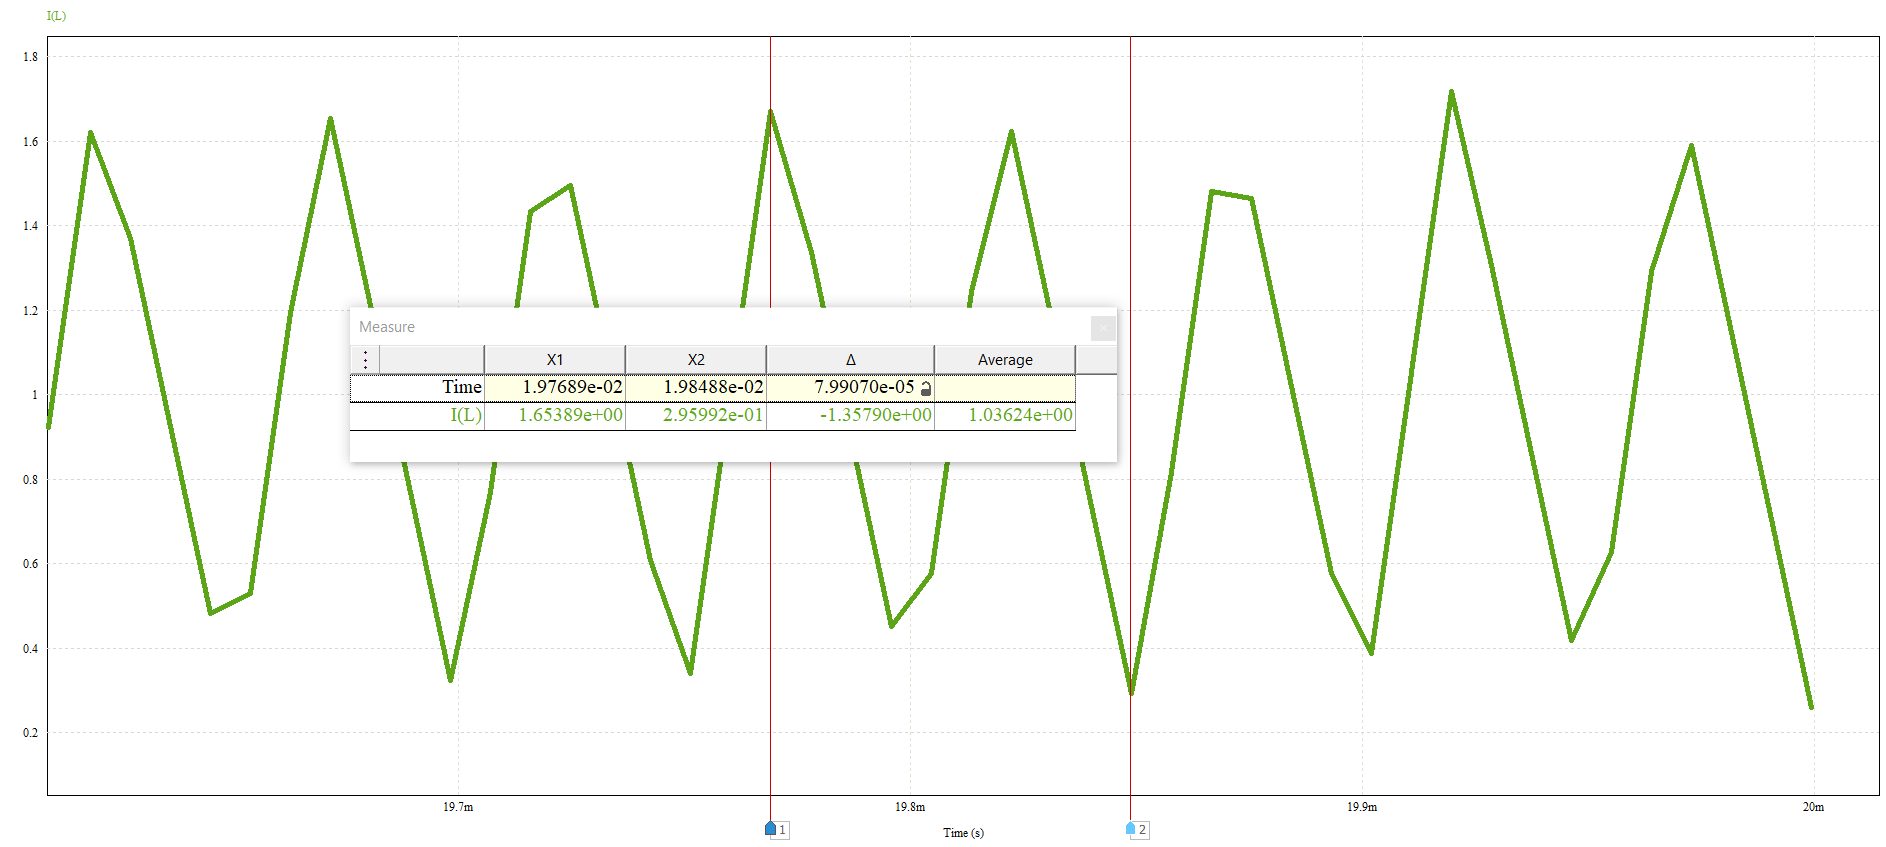 I(L)
1.8
1.6
1.4
1.2
1
0.8
0.6
0.4
0.2
Measure
X1 X2 Δ Average
Time 1.97689e-02 1.98488e-02 7.99070e-05
I(L) 1.65389e+00 2.95992e-01 -1.35790e+00 1.03624e+00
19.7m 19.8m 19.9m 20m
1 2
Time (s)